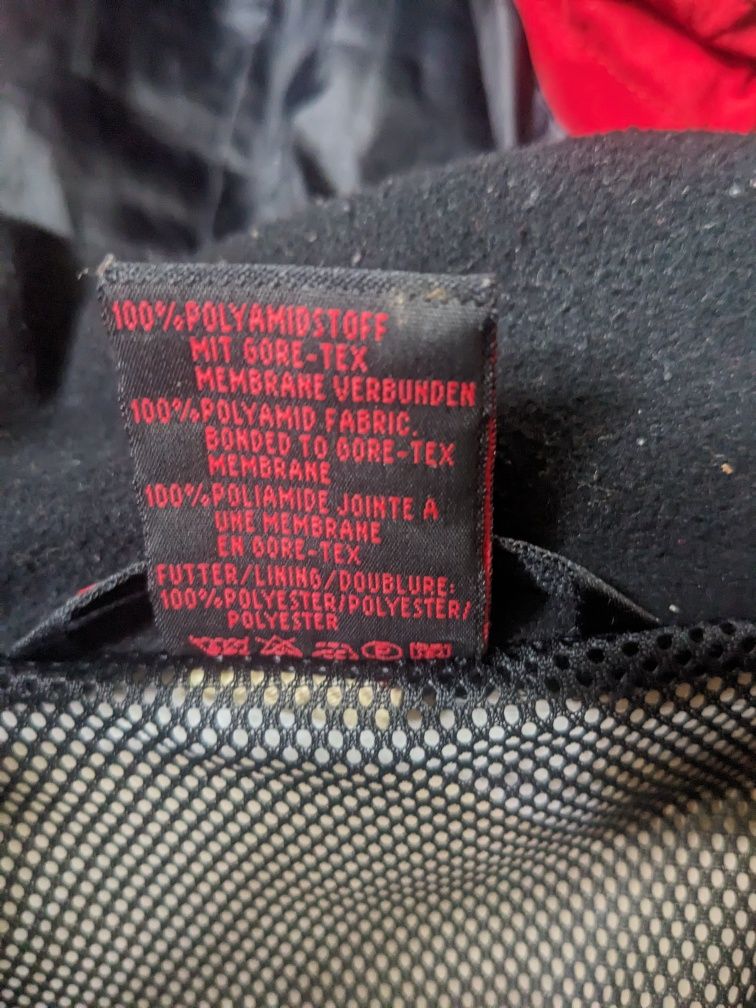 100% POLYAMIDSTOFF
MIT GORE-TEX
MEMBRANE VERBUNDEN
100% POLYAMID FABRIC.
BONDED TO GORE-TEX
MEMBRANE
100% POLIAMIDE JOINTE A
UNE MEMBRANE
EN GORE-TEX
FUTTER/LINING/DOUBLURE:
100% POLYESTER/POLYESTER/
POLYESTER